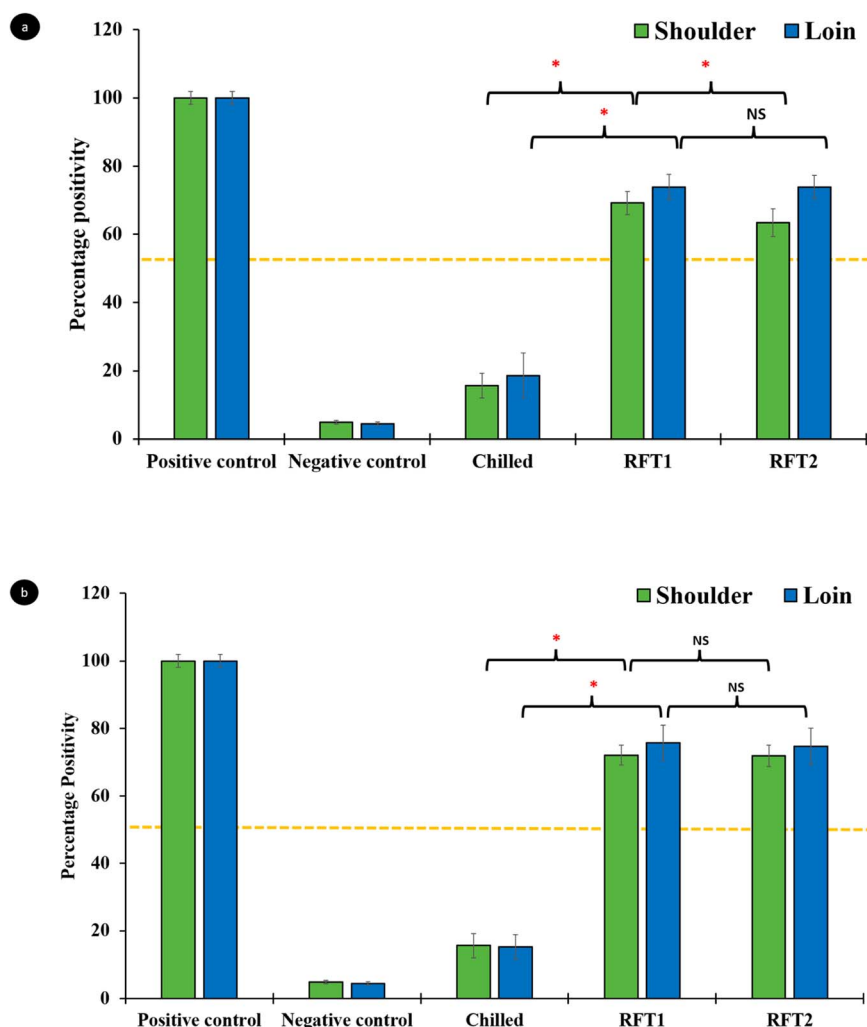 a
Shoulder Loin
120
100
80
60
40
20
0
Percentage positivity
* *
* NS
Positive control Negative control Chilled RFT1 RFT2
b
Shoulder Loin
120
100
80
60
40
20
0
Percentage Positivity
* NS
* NS
Positive control Negative control Chilled RFT1 RFT2